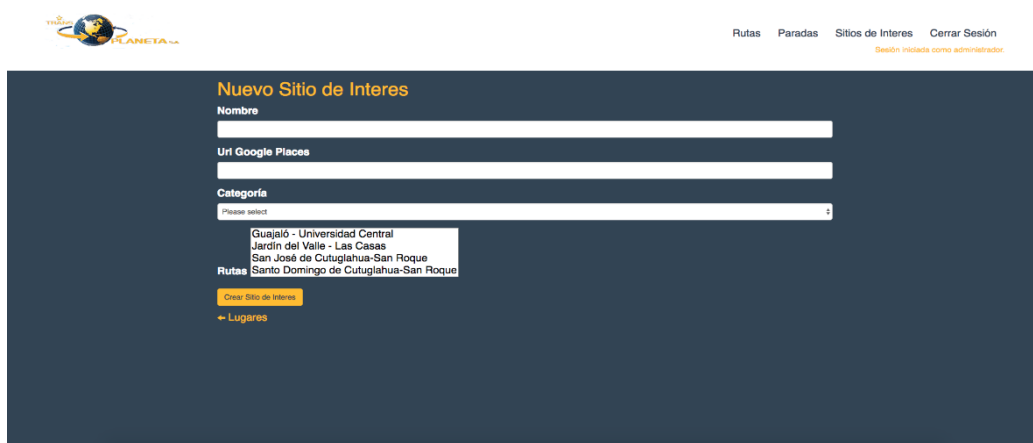 TRANS
PLANETA S.A.
Rutas Paradas Sitios de Interes Cerrar Sesión
Sesión iniciada como administrador.
Nuevo Sitio de Interes
Nombre
Url Google Places
Categoría
Please select
Guajaló - Universidad Central
Jardín del Valle - Las Casas
San José de Cutuglahua-San Roque
Rutas Santo Domingo de Cutuglahua-San Roque
Crear Sitio de Interes
← Lugares